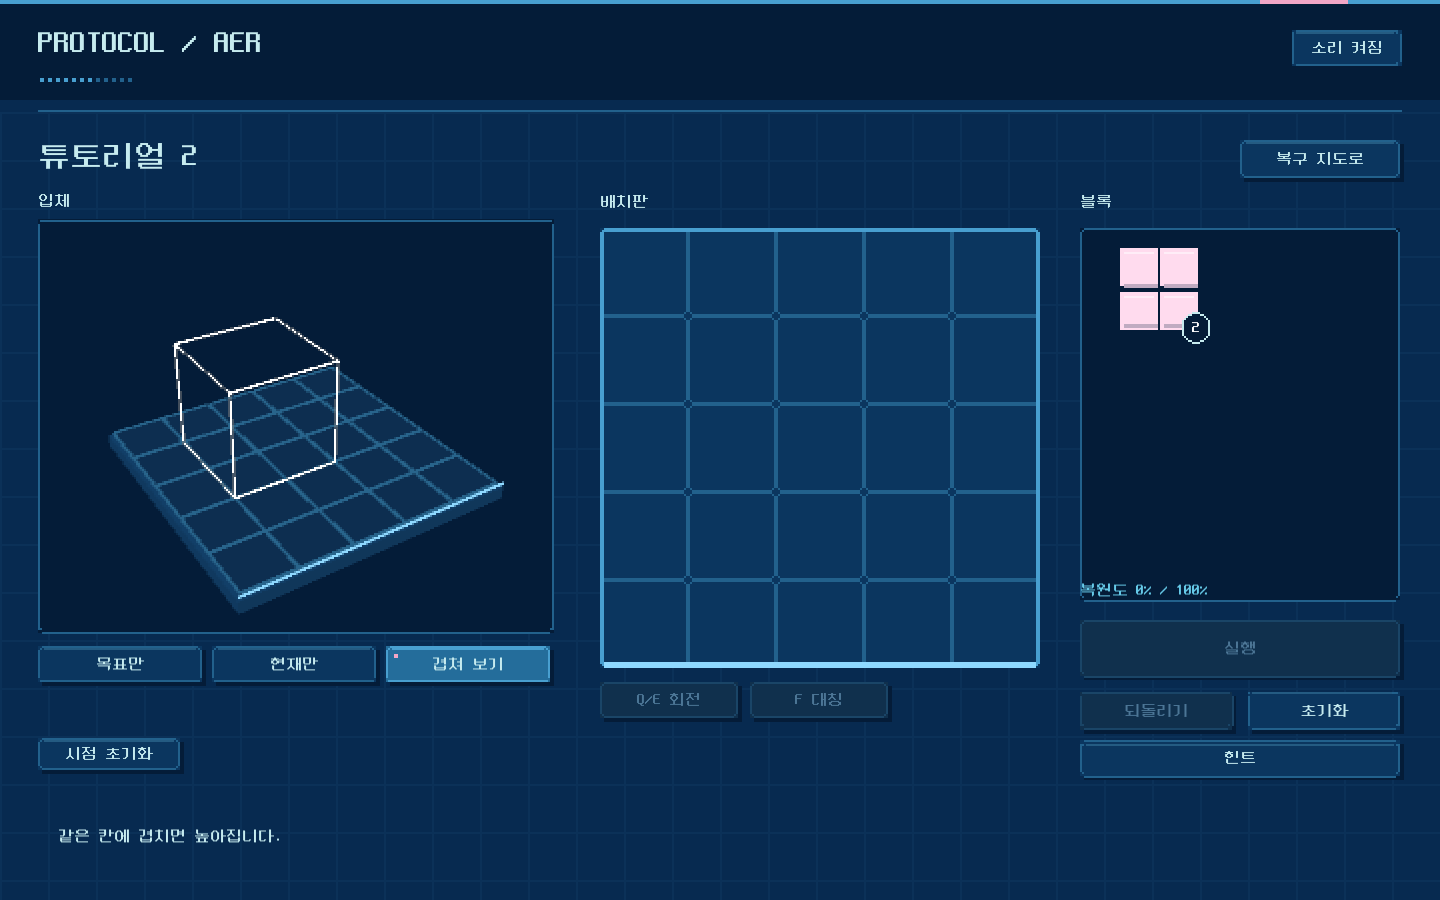 PROTOCOL / AER
소리 켜짐
튜토리얼 2
복구 지도로
입체
배치판
블록
2
복원도 0% / 100%
목표만
현재만
겹쳐 보기
Q/E 회전
F 대칭
실행
되돌리기
초기화
힌트
시점 초기화
같은 칸에 겹치면 높아집니다.